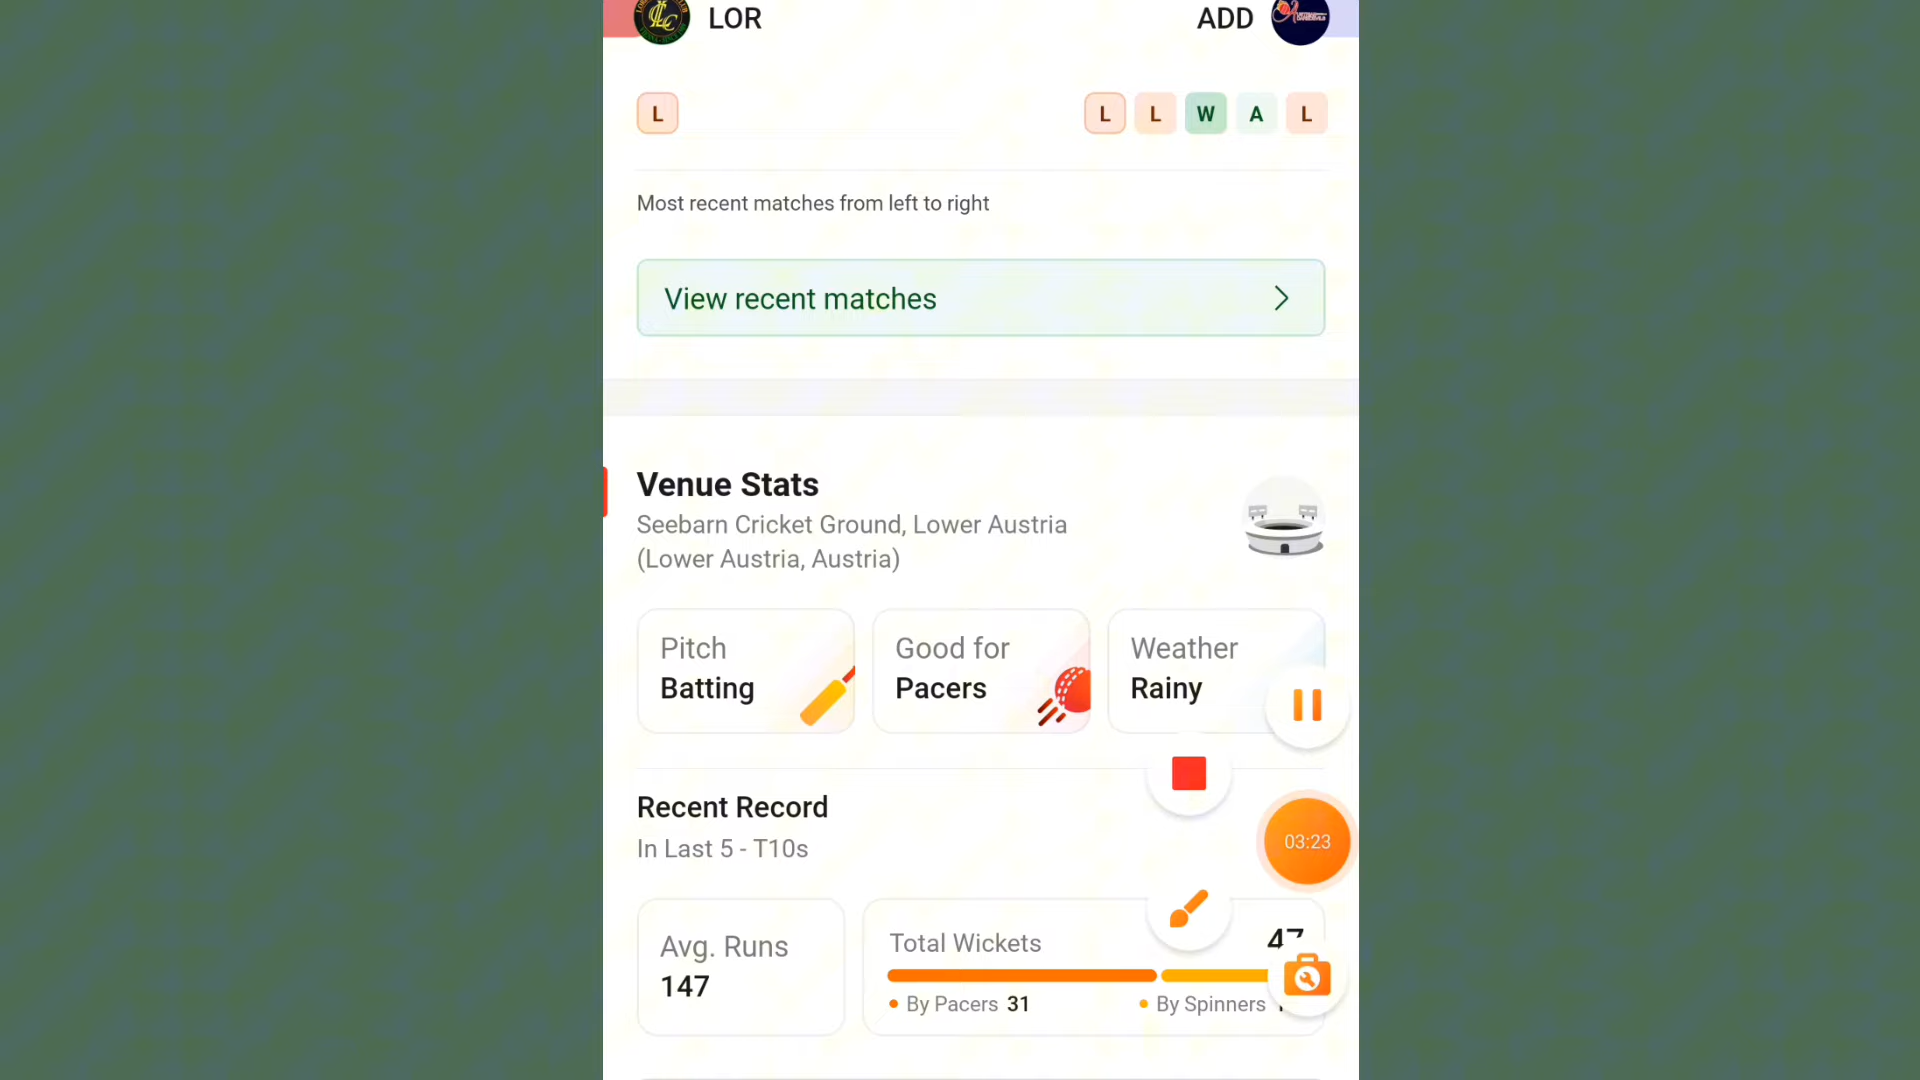 LOR
ADD
L
L L W A L
Most recent matches from left to right
View recent matches
Venue Stats
Seebarn Cricket Ground, Lower Austria
(Lower Austria, Austria)
Pitch
Batting
Good for
Pacers
Weather
Rainy
Recent Record
In Last 5 - T10s
03:23
Avg. Runs
147
Total Wickets
47
By Pacers 31
By Spinners